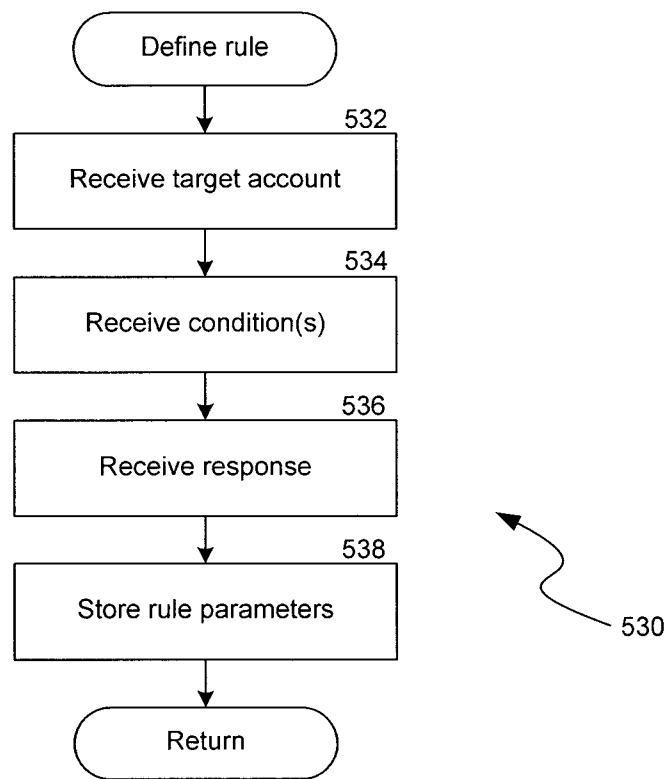 Define rule
532
Receive target account
534
Receive condition(s)
536
Receive response
538
Store rule parameters
530
Return